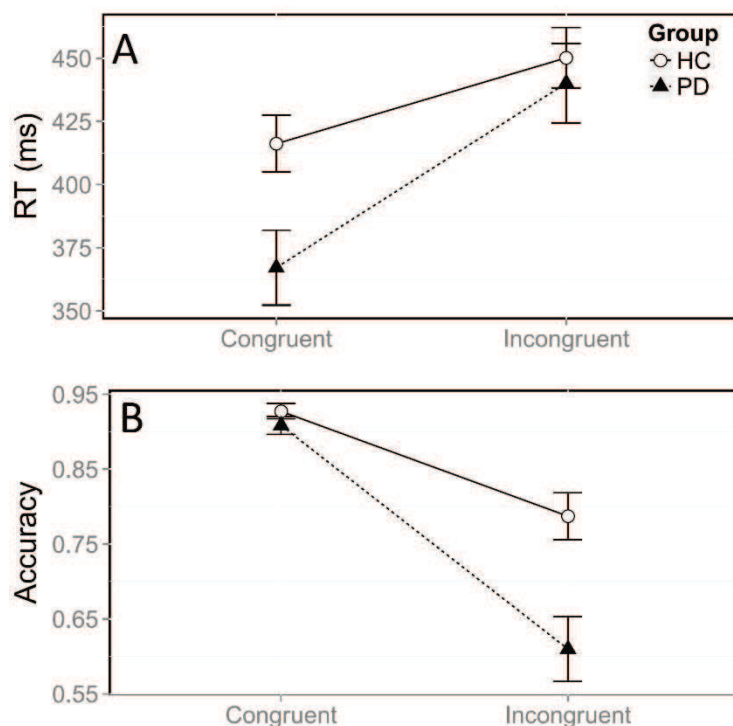 A
Group
HC
PD
RT (ms)
450
425
400
375
350
Congruent Incongruent
B
Accuracy
0.95
0.85
0.75
0.65
0.55
Congruent Incongruent